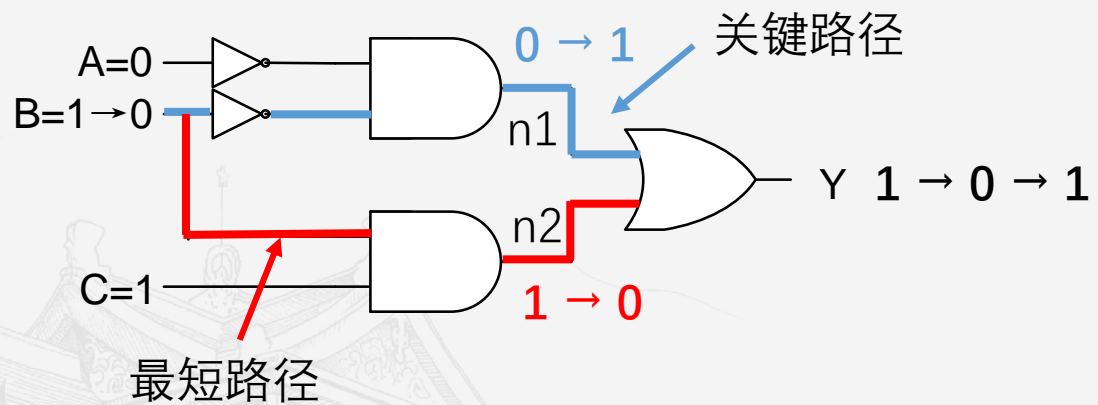 0 → 1
关键路径
A=0
B=1→0
n1
Y 1 → 0 → 1
n2
C=1
1 → 0
最短路径